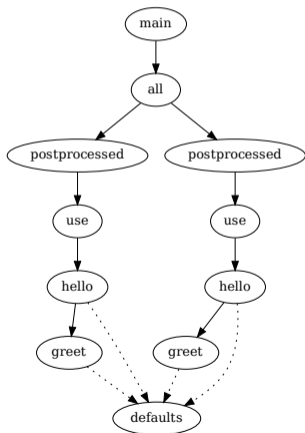 main
all
postprocessed postprocessed
use use
hello hello
greet greet
defaults